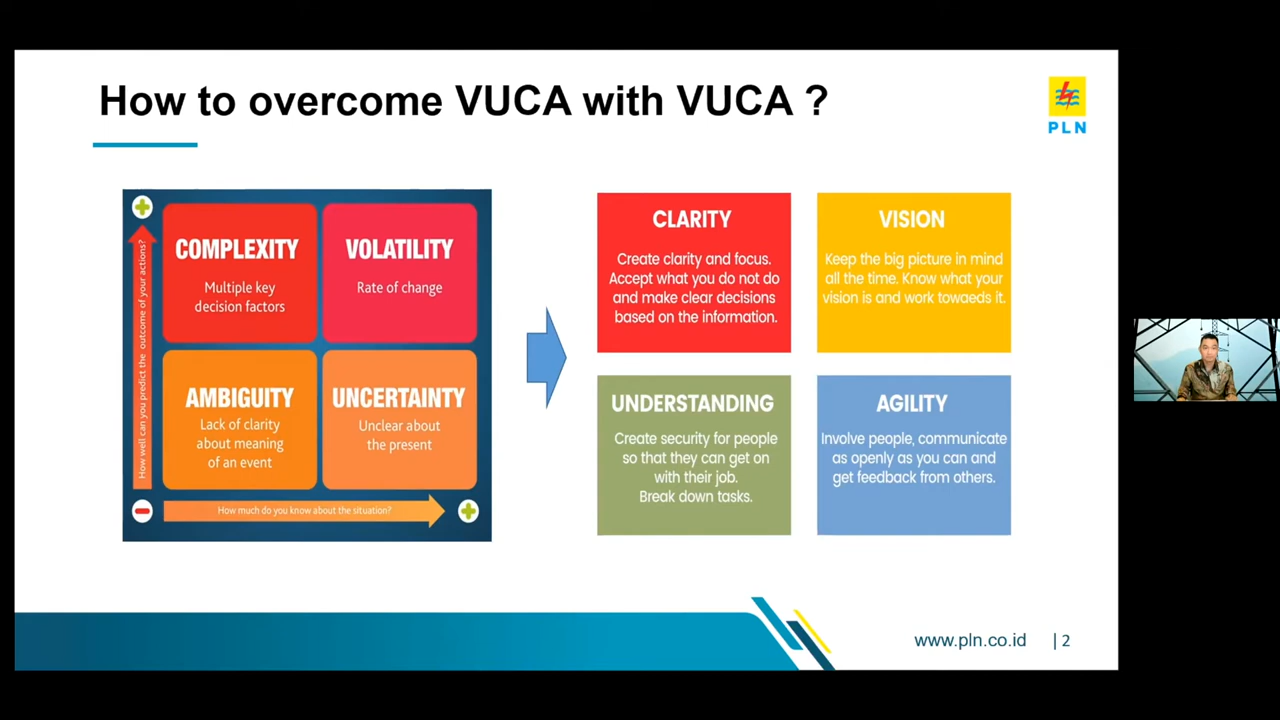 How to overcome VUCA with VUCA ?
PLN
How well can you predict the outcome of your actions?
COMPLEXITY
Multiple key
decision factors
VOLATILITY
Rate of change
AMBIGUITY
Lack of clarity
about meaning
of an event
UNCERTAINTY
Unclear about
the present
How much do you know about the situation?
CLARITY
Create clarity and focus.
Accept what you do not do
and make clear decisions
based on the information.
VISION
Keep the big picture in mind
all the time. Know what your
vision is and work towaeds it.
UNDERSTANDING
Create security for people
so that they can get on
with their job.
Break down tasks.
AGILITY
Involve people, communicate
as openly as you can and
get feedback from others.
www.pln.co.id | 2